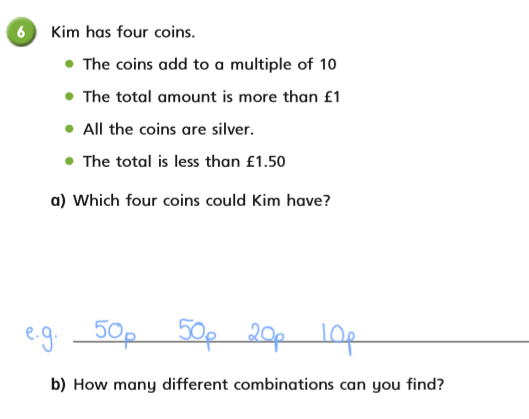 6 Kim has four coins.
• The coins add to a multiple of 10
• The total amount is more than £1
• All the coins are silver.
• The total is less than £1.50
a) Which four coins could Kim have?
e.g. 50p 50p 20p 10p
b) How many different combinations can you find?